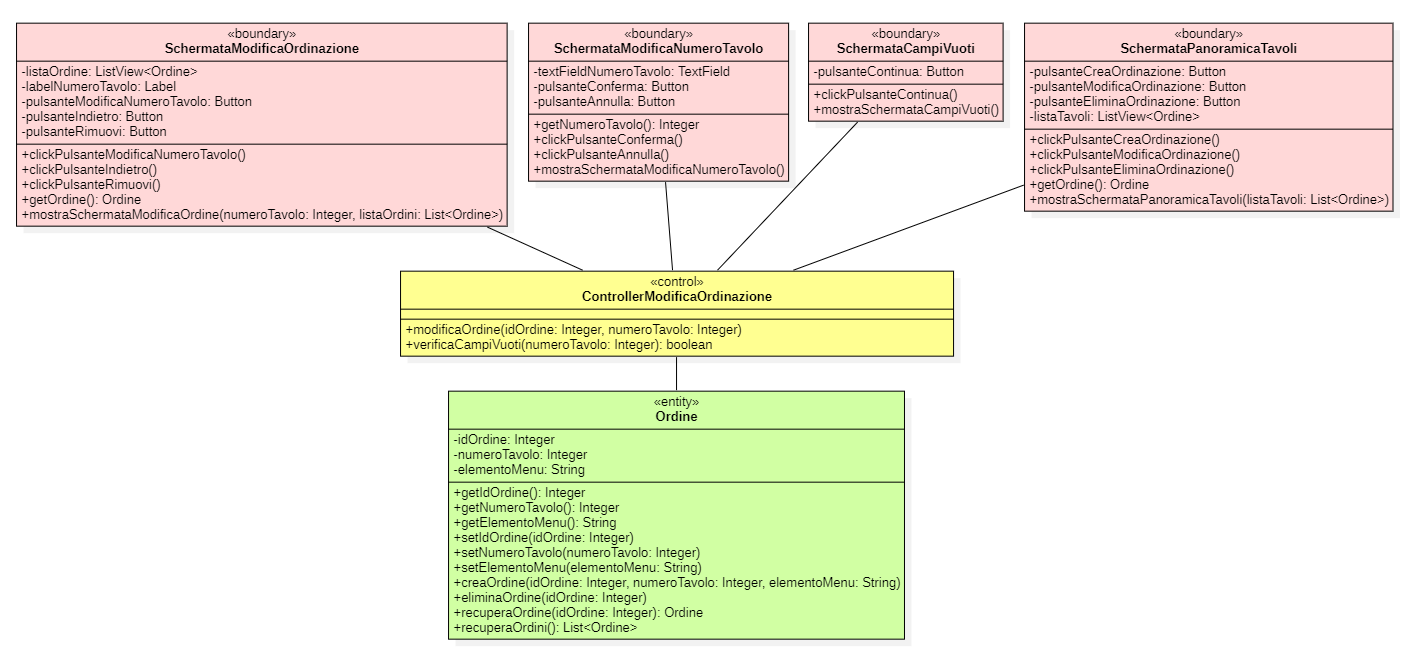 «boundary»
SchermataModificaOrdinazione
-listaOrdine: ListView<Ordine>
-labelNumeroTavolo: Label
-pulsanteModificaNumeroTavolo: Button
-pulsanteIndietro: Button
-pulsanteRimuovi: Button
+clickPulsanteModificaNumeroTavolo()
+clickPulsanteIndietro()
+clickPulsanteRimuovi()
+getOrdine(): Ordine
+mostraSchermataModificaOrdine(numeroTavolo: Integer, listaOrdini: List<Ordine>)
«boundary»
SchermataModificaNumeroTavolo
-textFieldNumeroTavolo: TextField
-pulsanteConferma: Button
-pulsanteAnnulla: Button
+getNumeroTavolo(): Integer
+clickPulsanteConferma()
+clickPulsanteAnnulla()
+mostraSchermataModificaNumeroTavolo()
«boundary»
SchermataCampiVuoti
-pulsanteContinua: Button
+clickPulsanteContinua()
+mostraSchermataCampiVuoti()
«boundary»
SchermataPanoramicaTavoli
-pulsanteCreaOrdinazione: Button
-pulsanteModificaOrdinazione: Button
-pulsanteEliminaOrdinazione: Button
-listaTavoli: ListView<Ordine>
+clickPulsanteCreaOrdinazione()
+clickPulsanteModificaOrdinazione()
+clickPulsanteEliminaOrdinazione()
+getOrdine(): Ordine
+mostraSchermataPanoramicaTavoli(listaTavoli: List<Ordine>)
«control»
ControllerModificaOrdinazione
+modificaOrdine(idOrdine: Integer, numeroTavolo: Integer)
+verificaCampiVuoti(numeroTavolo: Integer): boolean
«entity»
Ordine
-idOrdine: Integer
-numeroTavolo: Integer
-elementoMenu: String
+getIdOrdine(): Integer
+getNumeroTavolo(): Integer
+getElementoMenu(): String
+setIdOrdine(idOrdine: Integer)
+setNumeroTavolo(numeroTavolo: Integer)
+setElementoMenu(elementoMenu: String)
+creaOrdine(idOrdine: Integer, numeroTavolo: Integer, elementoMenu: String)
+eliminaOrdine(idOrdine: Integer)
+recuperaOrdine(idOrdine: Integer): Ordine
+recuperaOrdini(): List<Ordine>